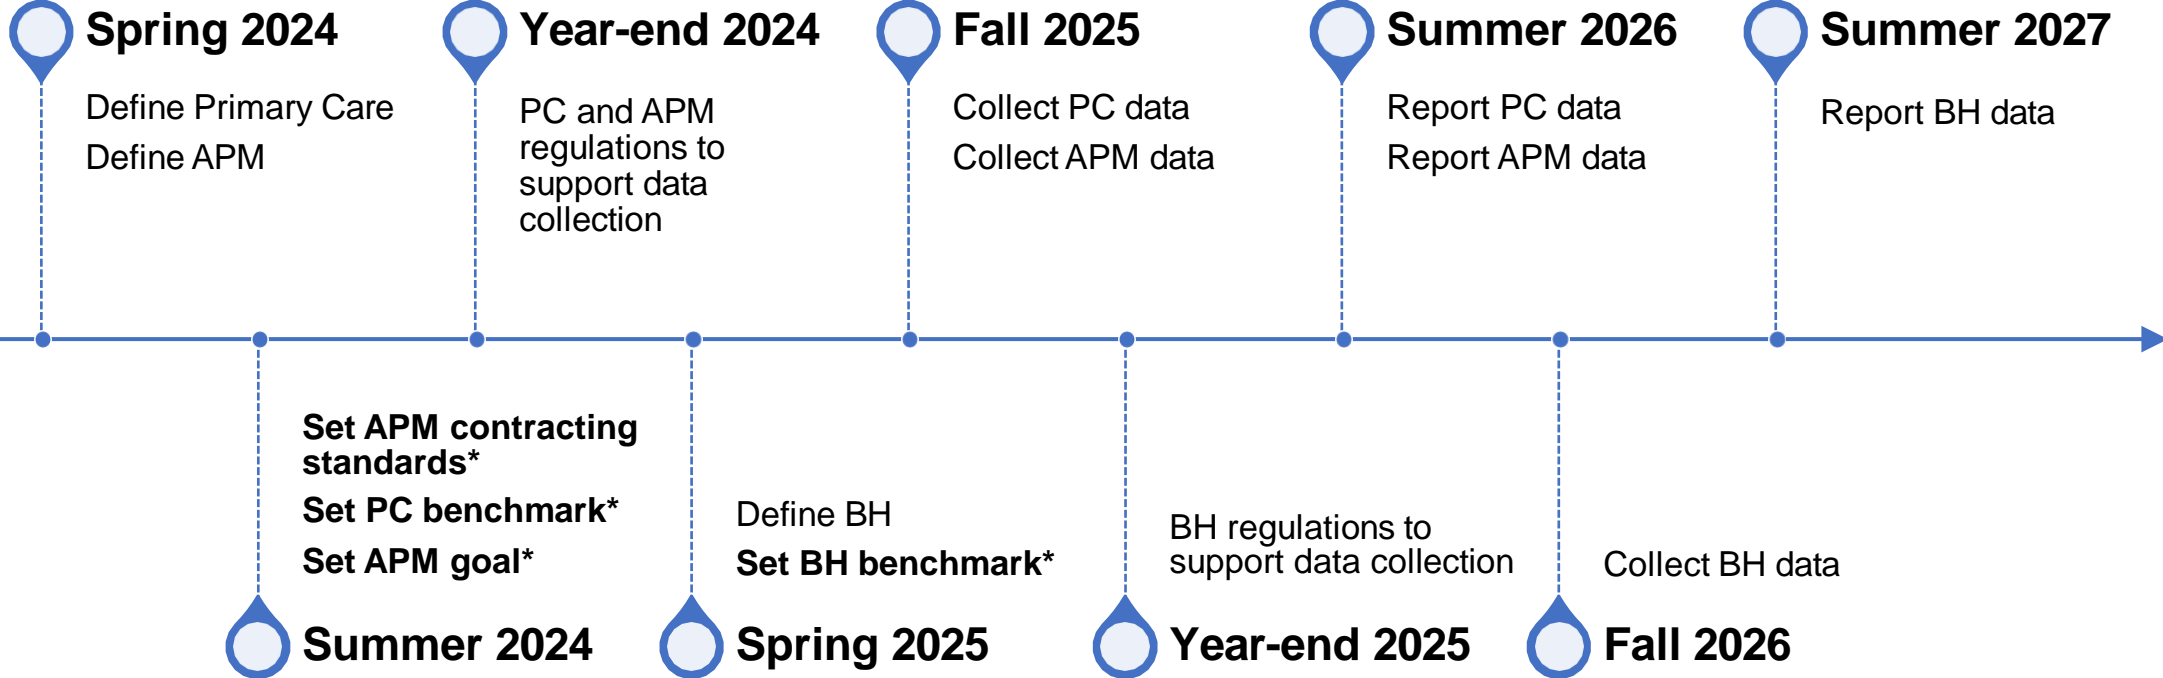 Spring 2024
Define Primary Care
Define APM
Year-end 2024
PC and APM
regulations to
support data
collection
Fall 2025
Collect PC data
Collect APM data
Summer 2026
Report PC data
Report APM data
Summer 2027
Report BH data
Set APM contracting
standards*
Set PC benchmark*
Set APM goal*
Summer 2024
Define BH
Set BH benchmark*
Spring 2025
BH regulations to
support data collection
Year-end 2025
Collect BH data
Fall 2026